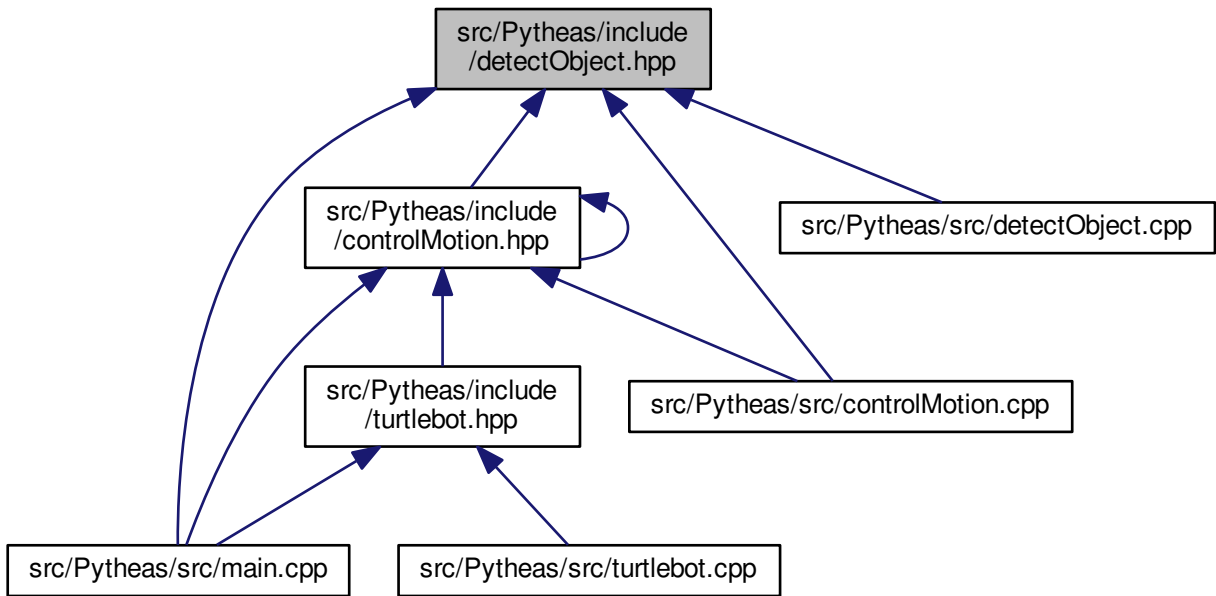 src/Pytheas/include
/detectObject.hpp
src/Pytheas/include
/controlMotion.hpp
src/Pytheas/src/detectObject.cpp
src/Pytheas/include
/turtlebot.hpp
src/Pytheas/src/controlMotion.cpp
src/Pytheas/src/main.cpp
src/Pytheas/src/turtlebot.cpp